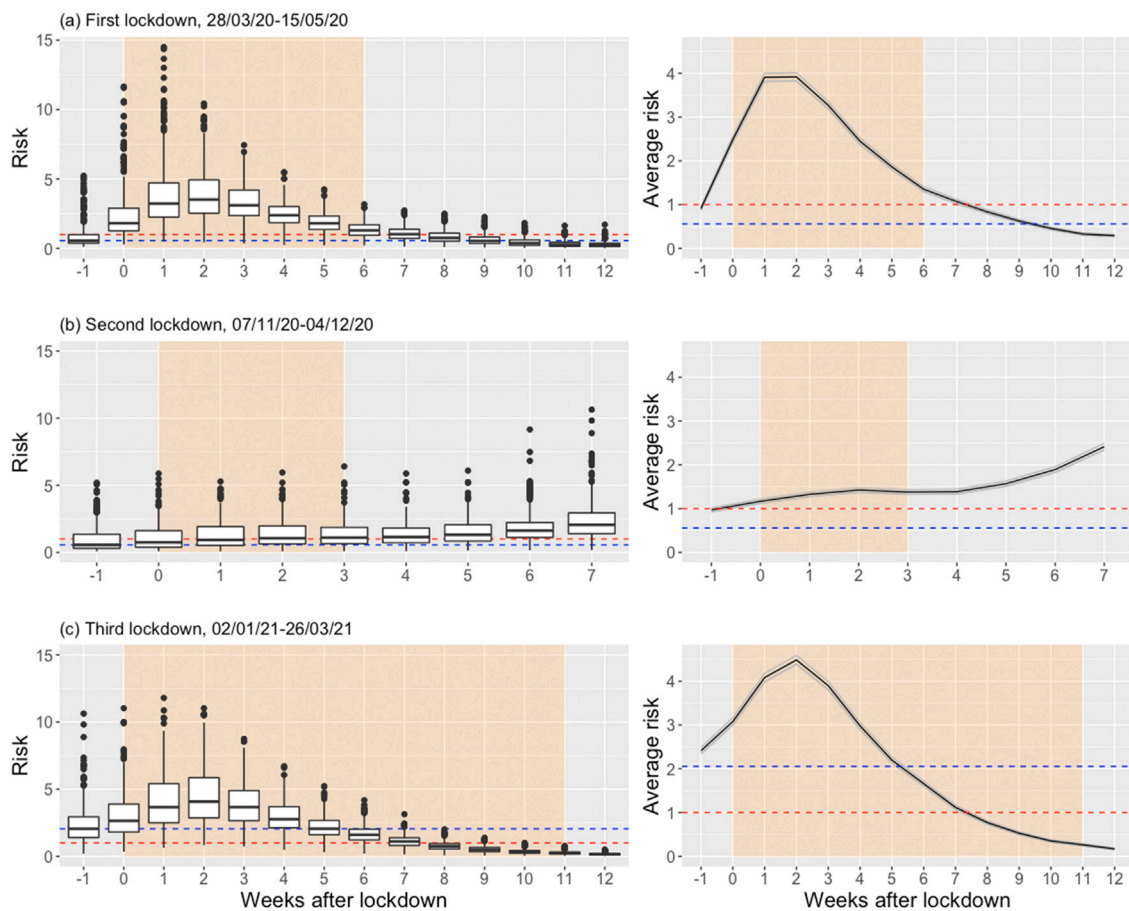 (a) First lockdown, 28/03/20-15/05/20
15
10
5
0
Risk
-1 0 1 2 3 4 5 6 7 8 9 10 11 12
4
3
2
1
0
Average risk
-1 0 1 2 3 4 5 6 7 8 9 10 11 12
Weeks after lockdown
(b) Second lockdown, 07/11/20-04/12/20
15
10
5
0
Risk
-1 0 1 2 3 4 5 6 7
4
3
2
1
0
Average risk
-1 0 1 2 3 4 5 6 7
(c) Third lockdown, 02/01/21-26/03/21
15
10
5
0
Risk
-1 0 1 2 3 4 5 6 7 8 9 10 11 12
Weeks after lockdown
4
3
2
1
0
Average risk
-1 0 1 2 3 4 5 6 7 8 9 10 11 12
Weeks after lockdown